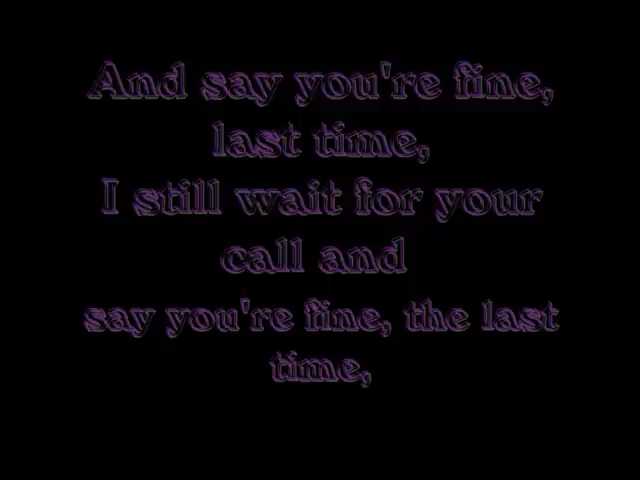 And say you're fine,
last time,
I still wait for your
call and
say you're fine, the last
time,